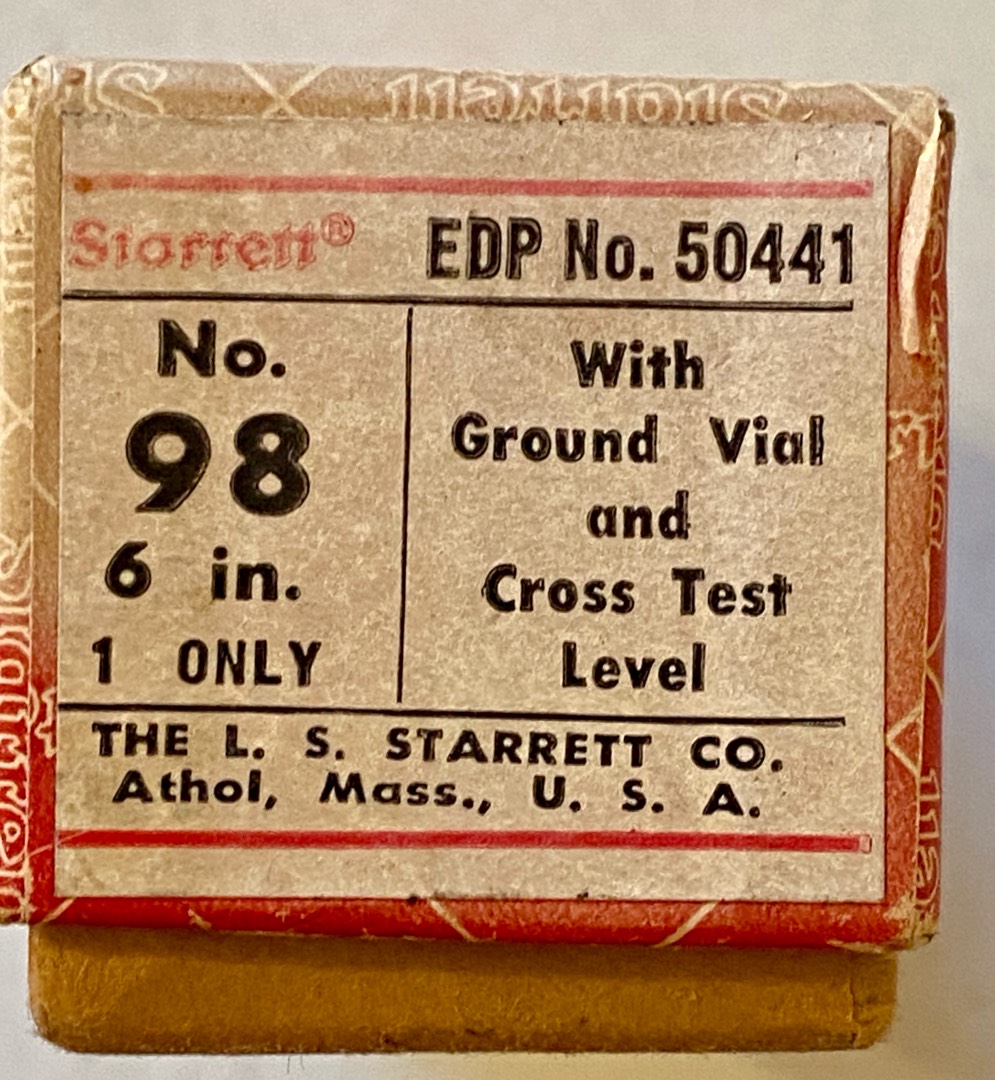 Starrett® EDP No. 50441
No.
98
6 in.
1 ONLY
With
Ground Vial
and
Cross Test
Level
THE L. S. STARRETT CO.
Athol, Mass., U. S. A.